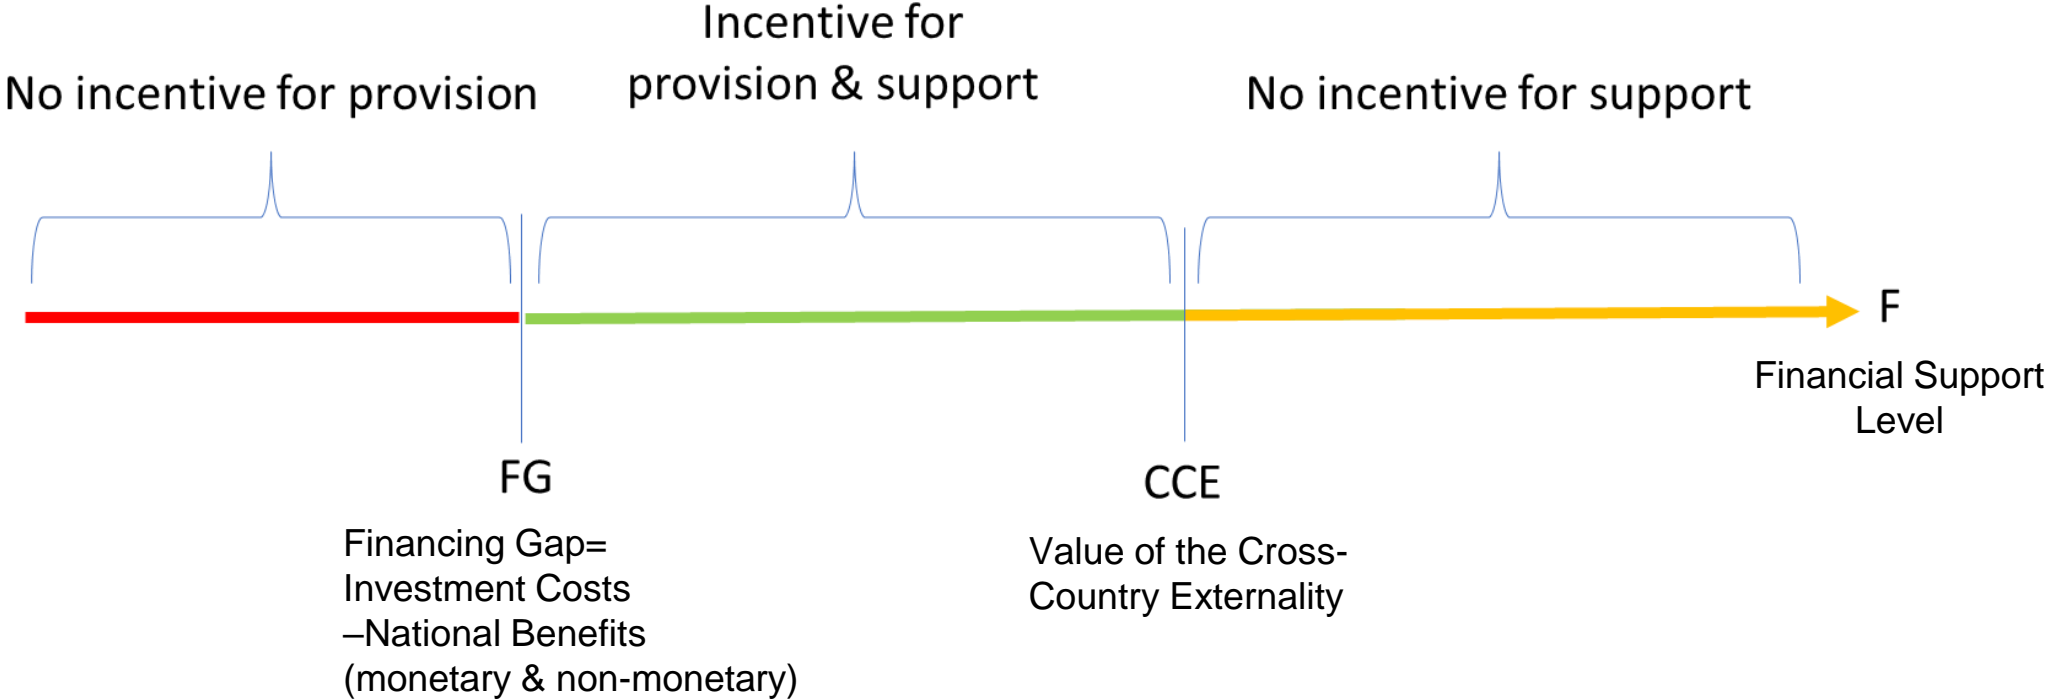 Incentive for
provision & support
No incentive for provision
No incentive for support
F
Financial Support
Level
FG
Financing Gap=
Investment Costs
–National Benefits
(monetary & non-monetary)
CCE
Value of the Cross-
Country Externality